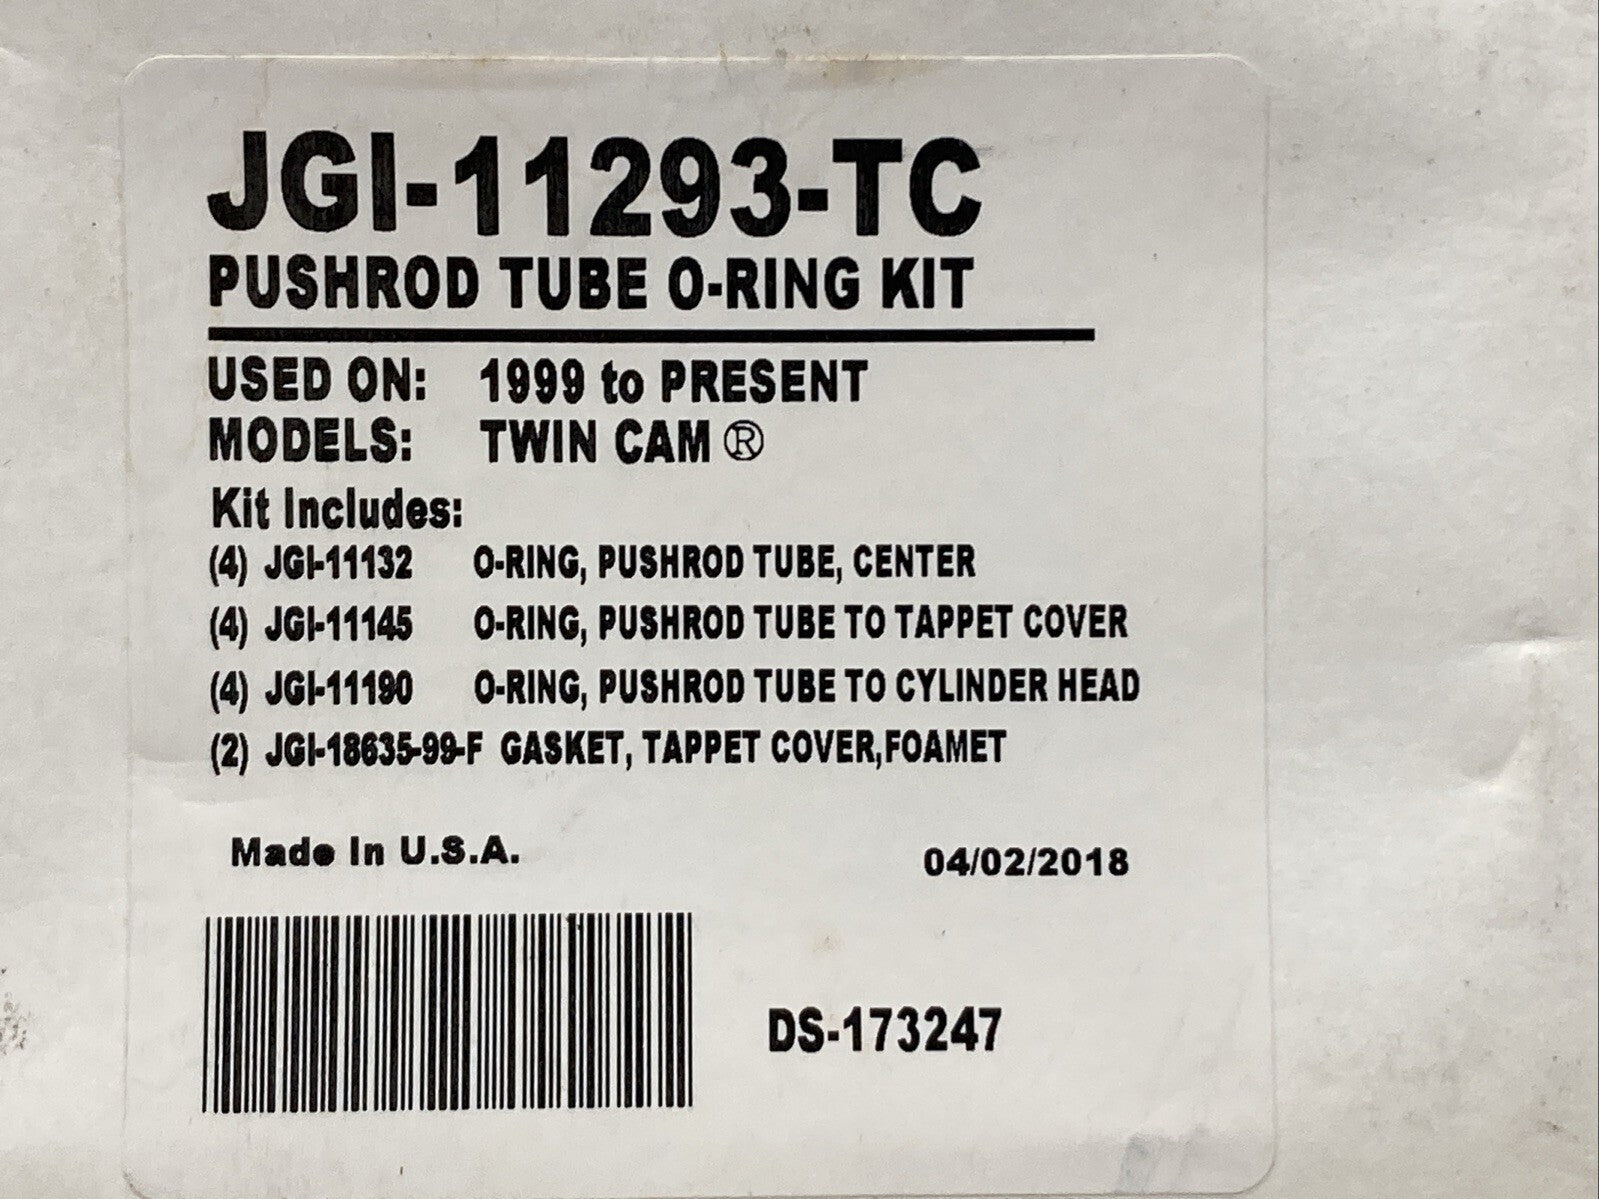 JGI-11293-TC
PUSHROD TUBE O-RING KIT
USED ON: 1999 to PRESENT
MODELS: TWIN CAM ®
Kit Includes:
(4) JGI-11132 O-RING, PUSHROD TUBE, CENTER
(4) JGI-11145 O-RING, PUSHROD TUBE TO TAPPET COVER
(4) JGI-11190 O-RING, PUSHROD TUBE TO CYLINDER HEAD
(2) JGI-18635-99-F GASKET, TAPPET COVER,FOAMET
Made In U.S.A. 04/02/2018
DS-173247